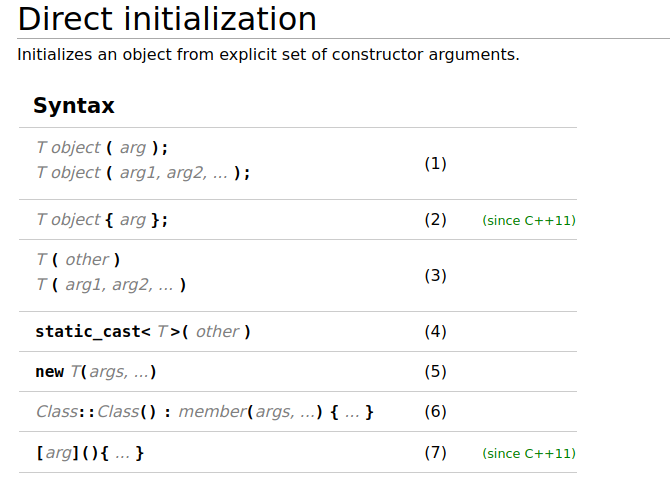 Direct initialization
Initializes an object from explicit set of constructor arguments.
Syntax
T object ( arg );
T object ( arg1, arg2, ... );
(1)
T object { arg }; (2) (since C++11)
T ( other )
T ( arg1, arg2, ... )
(3)
static_cast< T >( other ) (4)
new T(args, ...) (5)
Class::Class() : member(args, ...) { ... } (6)
[arg](){ ... } (7) (since C++11)